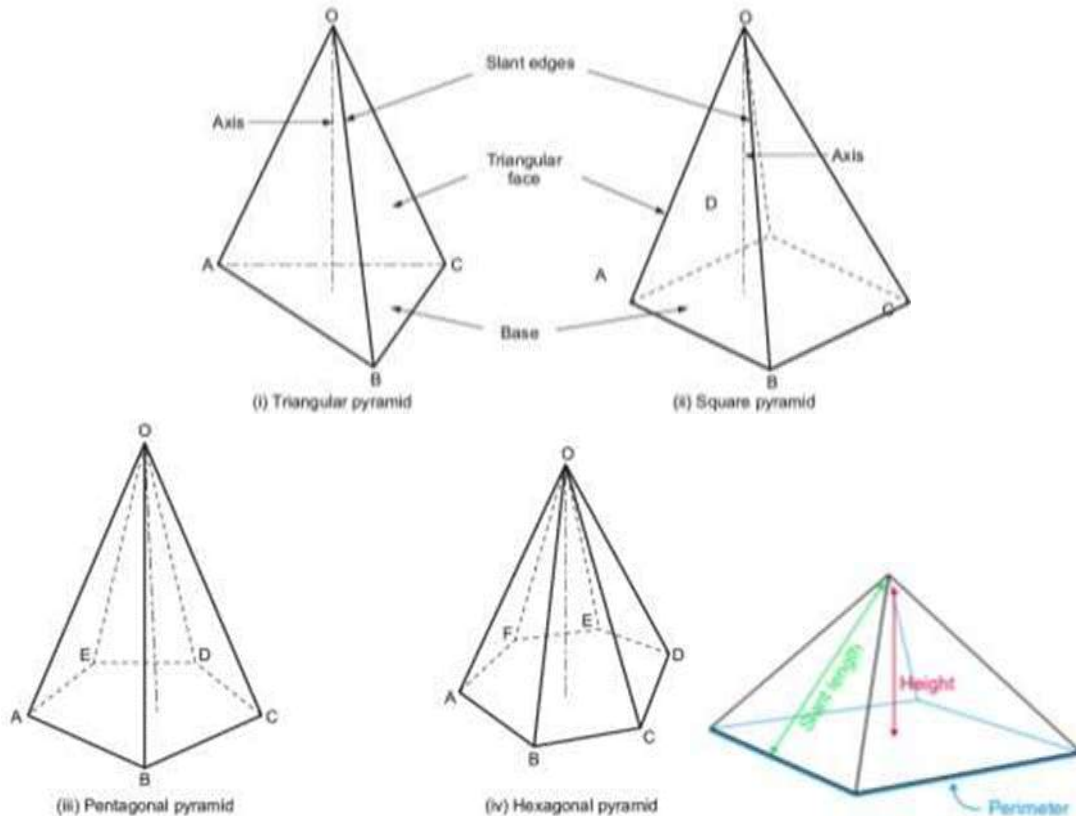 O
O
Slant edges
Axis
Triangular
face
Axis
D
A
C
A
C
Base
B
B
(i) Triangular pyramid
(ii) Square pyramid
O
O
E
D
F
E
D
A
C
A
C
B
B
(iii) Pentagonal pyramid
(iv) Hexagonal pyramid
Slant length
Height
Perimeter